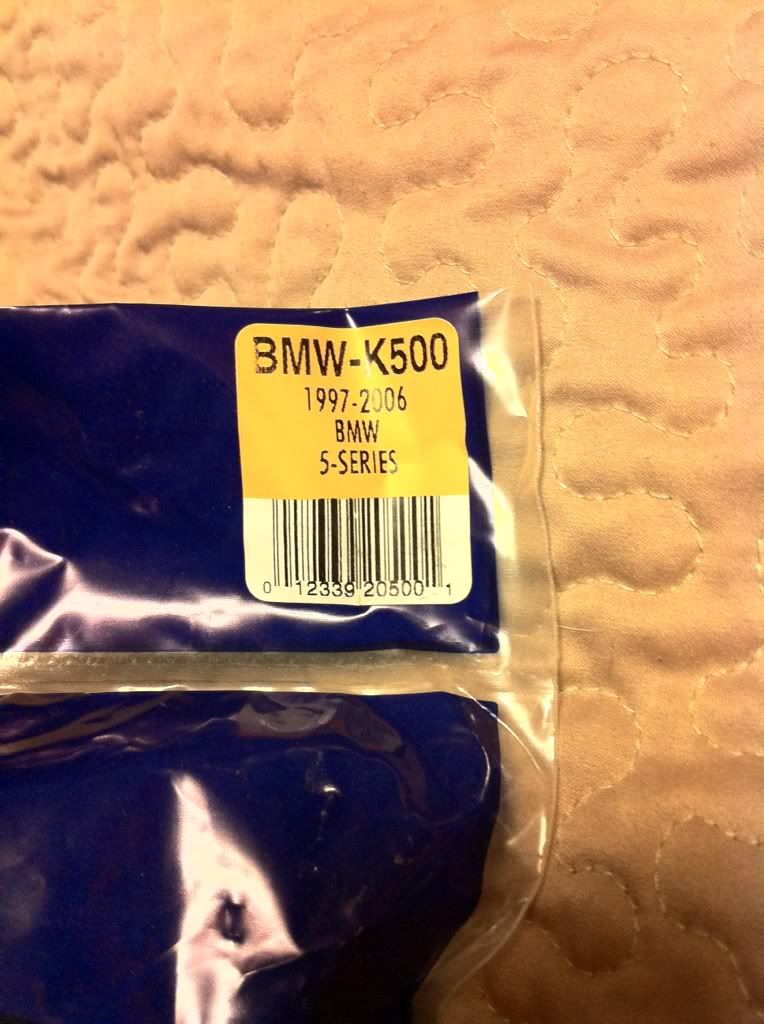 BMW-K500
1997-2006
BMW
5-SERIES
0 12339 20500 1